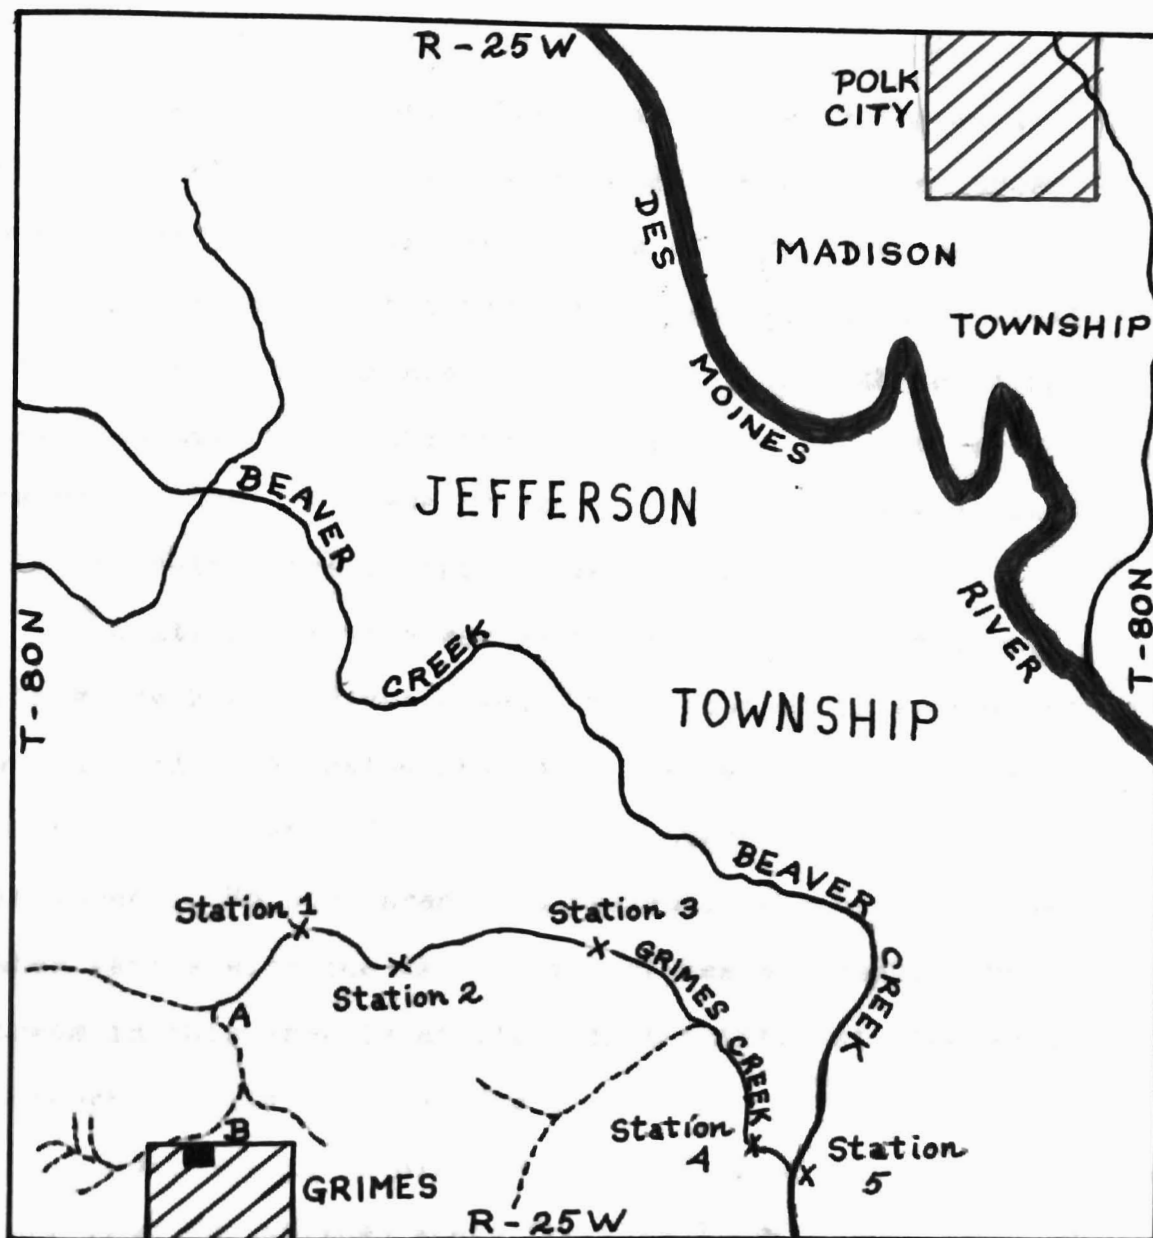 R-25W
POLK
CITY
DES
MOINES
RIVER
MADISON
TOWNSHIP
BEAVER
CREEK
JEFFERSON
TOWNSHIP
T-80N
T-80N
BEAVER
CREEK
Station 1
Station 2
Station 3
GRIMES
CREEK
A
B
Station
4
Station
5
GRIMES
R-25W